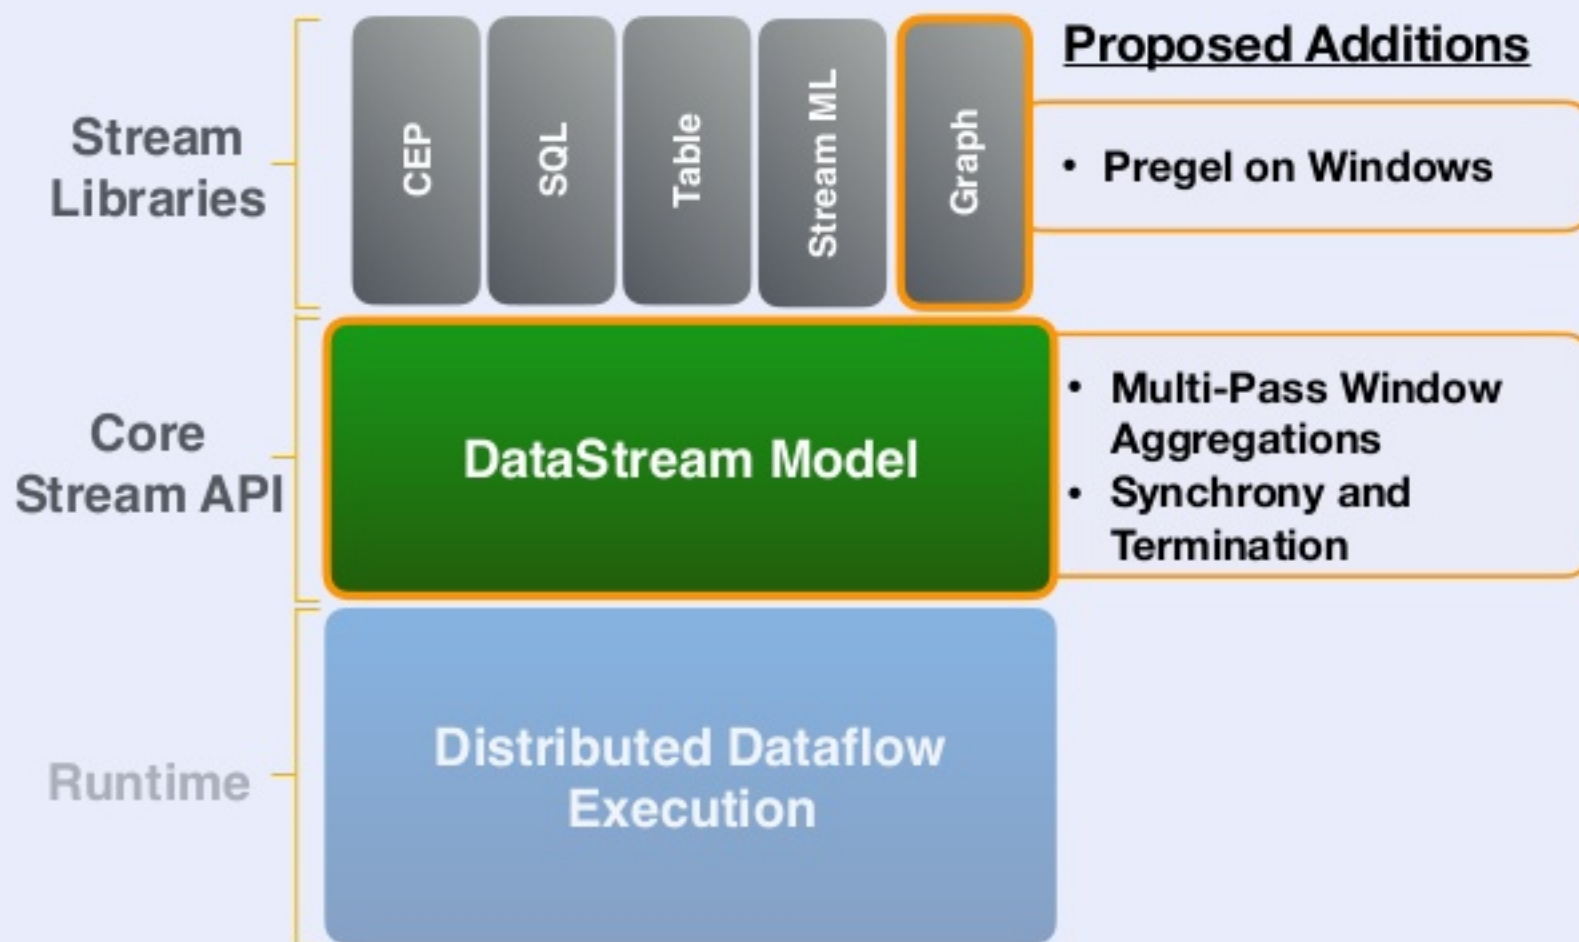 Proposed Additions
Stream
Libraries
CEP
SQL
Table
Stream ML
Graph
• Pregel on Windows
Core
Stream API
DataStream Model
• Multi-Pass Window
Aggregations
• Synchrony and
Termination
Runtime
Distributed Dataflow
Execution